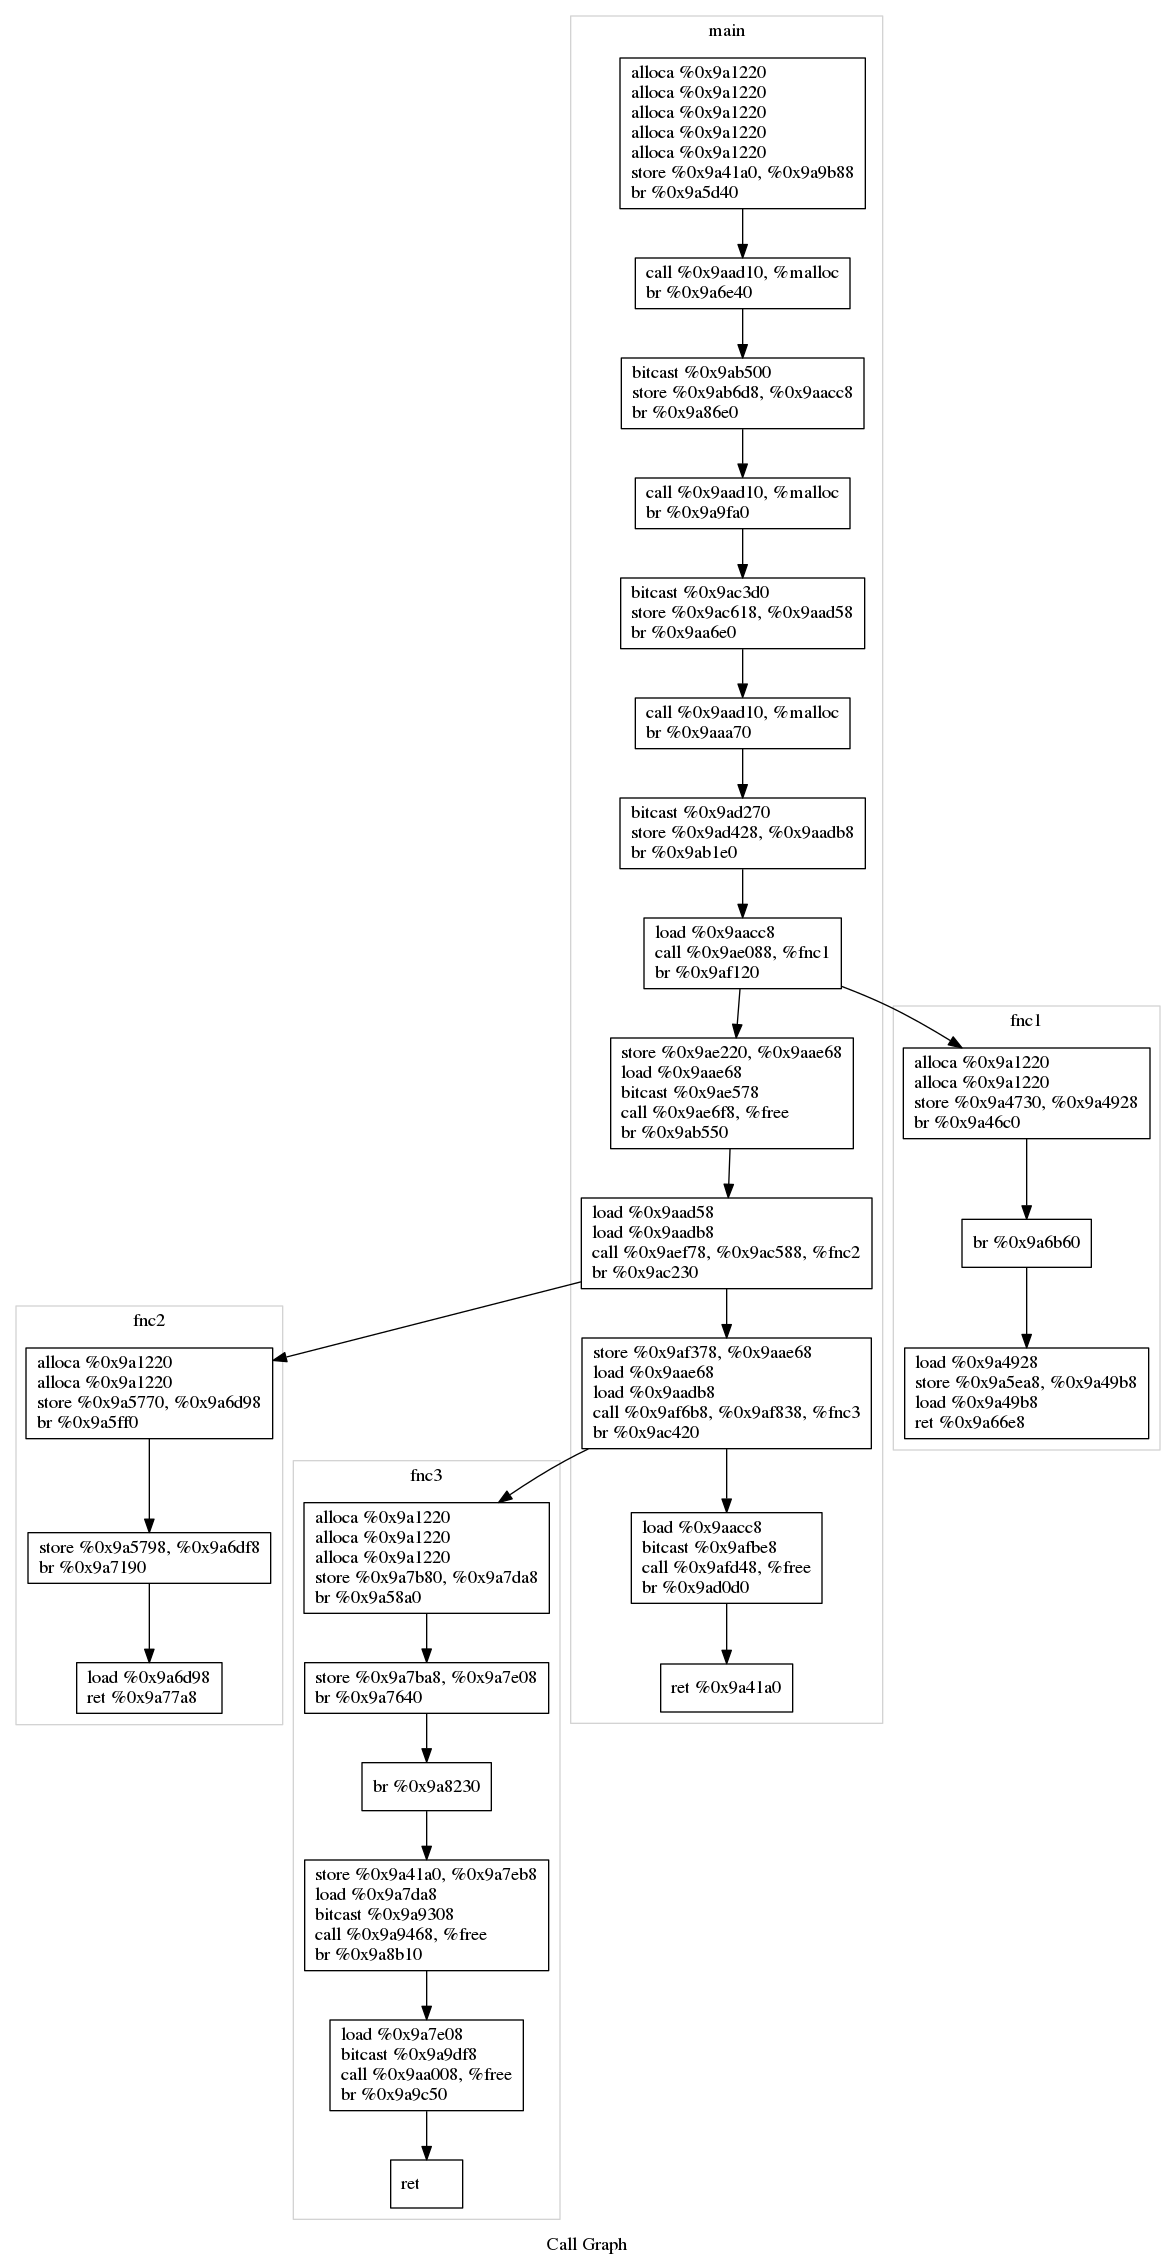 main
alloca %0x9a1220
alloca %0x9a1220
alloca %0x9a1220
alloca %0x9a1220
alloca %0x9a1220
store %0x9a41a0, %0x9a9b88
br %0x9a5d40
call %0x9aad10, %malloc
br %0x9a6e40
bitcast %0x9ab500
store %0x9ab6d8, %0x9aacc8
br %0x9a86e0
call %0x9aad10, %malloc
br %0x9a9fa0
bitcast %0x9ac3d0
store %0x9ac618, %0x9aad58
br %0x9aa6e0
call %0x9aad10, %malloc
br %0x9aaa70
bitcast %0x9ad270
store %0x9ad428, %0x9aadb8
br %0x9ab1e0
load %0x9aacc8
call %0x9ae088, %fnc1
br %0x9af120
store %0x9ae220, %0x9aae68
load %0x9aae68
bitcast %0x9ae578
call %0x9ae6f8, %free
br %0x9ab550
load %0x9aad58
load %0x9aadb8
call %0x9aef78, %0x9ac588, %fnc2
br %0x9ac230
store %0x9af378, %0x9aae68
load %0x9aae68
load %0x9aadb8
call %0x9af6b8, %0x9af838, %fnc3
br %0x9ac420
load %0x9aacc8
bitcast %0x9afbe8
call %0x9afd48, %free
br %0x9ad0d0
ret %0x9a41a0
fnc1
alloca %0x9a1220
alloca %0x9a1220
store %0x9a4730, %0x9a4928
br %0x9a46c0
br %0x9a6b60
load %0x9a4928
store %0x9a5ea8, %0x9a49b8
load %0x9a49b8
ret %0x9a66e8
fnc2
alloca %0x9a1220
alloca %0x9a1220
store %0x9a5770, %0x9a6d98
br %0x9a5ff0
store %0x9a5798, %0x9a6df8
br %0x9a7190
load %0x9a6d98
ret %0x9a77a8
fnc3
alloca %0x9a1220
alloca %0x9a1220
alloca %0x9a1220
store %0x9a7b80, %0x9a7da8
br %0x9a58a0
store %0x9a7ba8, %0x9a7e08
br %0x9a7640
br %0x9a8230
store %0x9a41a0, %0x9a7eb8
load %0x9a7da8
bitcast %0x9a9308
call %0x9a9468, %free
br %0x9a8b10
load %0x9a7e08
bitcast %0x9a9df8
call %0x9aa008, %free
br %0x9a9c50
ret
Call Graph